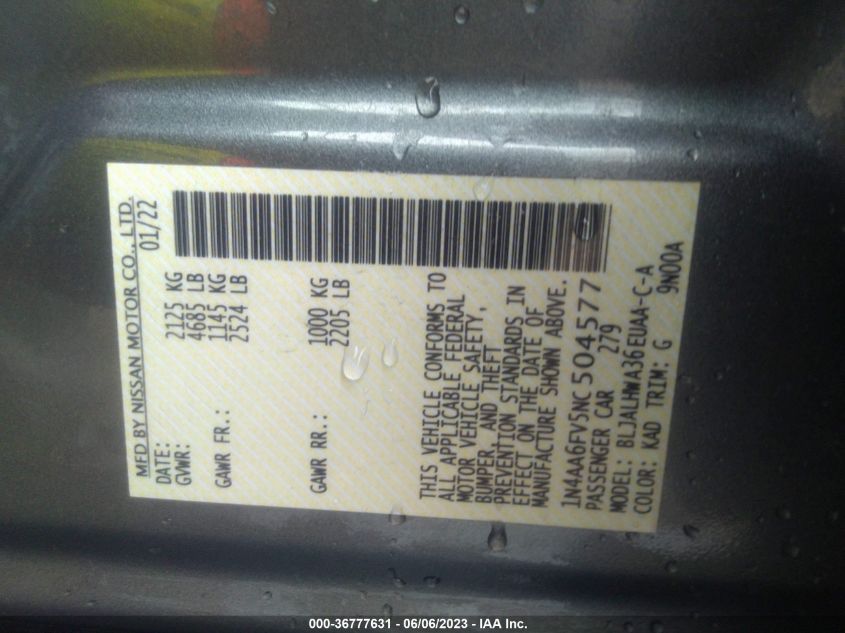 MFD BY NISSAN MOTOR CO., LTD.
DATE: 01/22
GVWR: 2125 KG
4685 LB
GAWR FR.: 1145 KG
2524 LB
GAWR RR.: 1000 KG
2205 LB
THIS VEHICLE CONFORMS TO
ALL APPLICABLE FEDERAL
MOTOR VEHICLE SAFETY,
BUMPER, AND THEFT
PREVENTION STANDARDS IN
EFFECT ON THE DATE OF
MANUFACTURE SHOWN ABOVE.
1N4AA6FV5NC504577
PASSENGER CAR 279
MODEL: BLJALHWA36EUAA-C-A
COLOR: KAD TRIM: G 9N00A
000-36777631 - 06/06/2023 - IAA Inc.